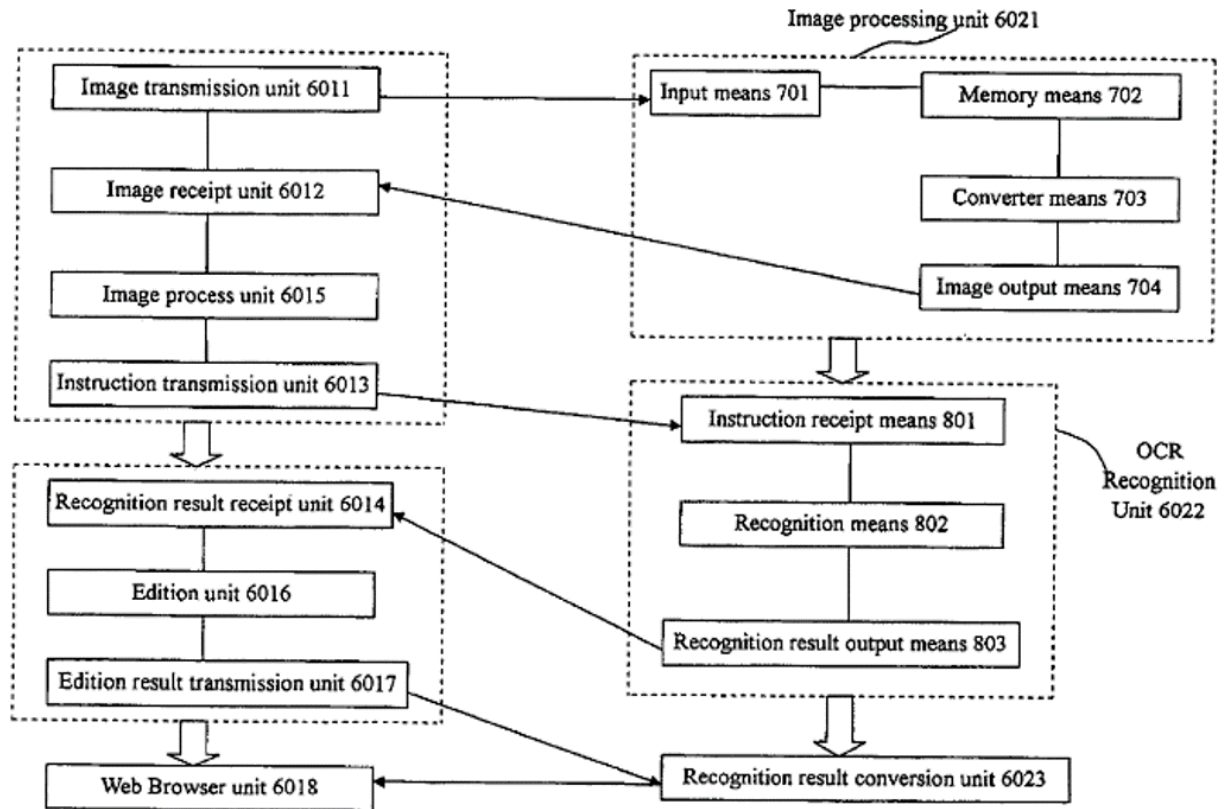 Image processing unit 6021
Image transmission unit 6011
Input means 701
Memory means 702
Image receipt unit 6012
Converter means 703
Image process unit 6015
Image output means 704
Instruction transmission unit 6013
Instruction receipt means 801
OCR
Recognition
Unit 6022
Recognition result receipt unit 6014
Recognition means 802
Edition unit 6016
Recognition result output means 803
Edition result transmission unit 6017
Web Browser unit 6018
Recognition result conversion unit 6023